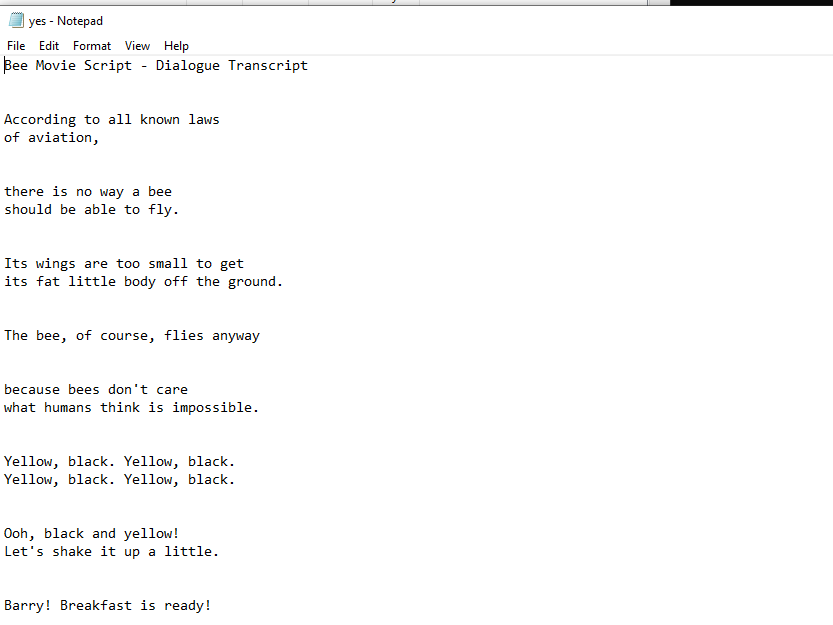 yes - Notepad
File Edit Format View Help
Bee Movie Script - Dialogue Transcript
According to all known laws
of aviation,
there is no way a bee
should be able to fly.
Its wings are too small to get
its fat little body off the ground.
The bee, of course, flies anyway
because bees don't care
what humans think is impossible.
Yellow, black. Yellow, black.
Yellow, black. Yellow, black.
Ooh, black and yellow!
Let's shake it up a little.
Barry! Breakfast is ready!